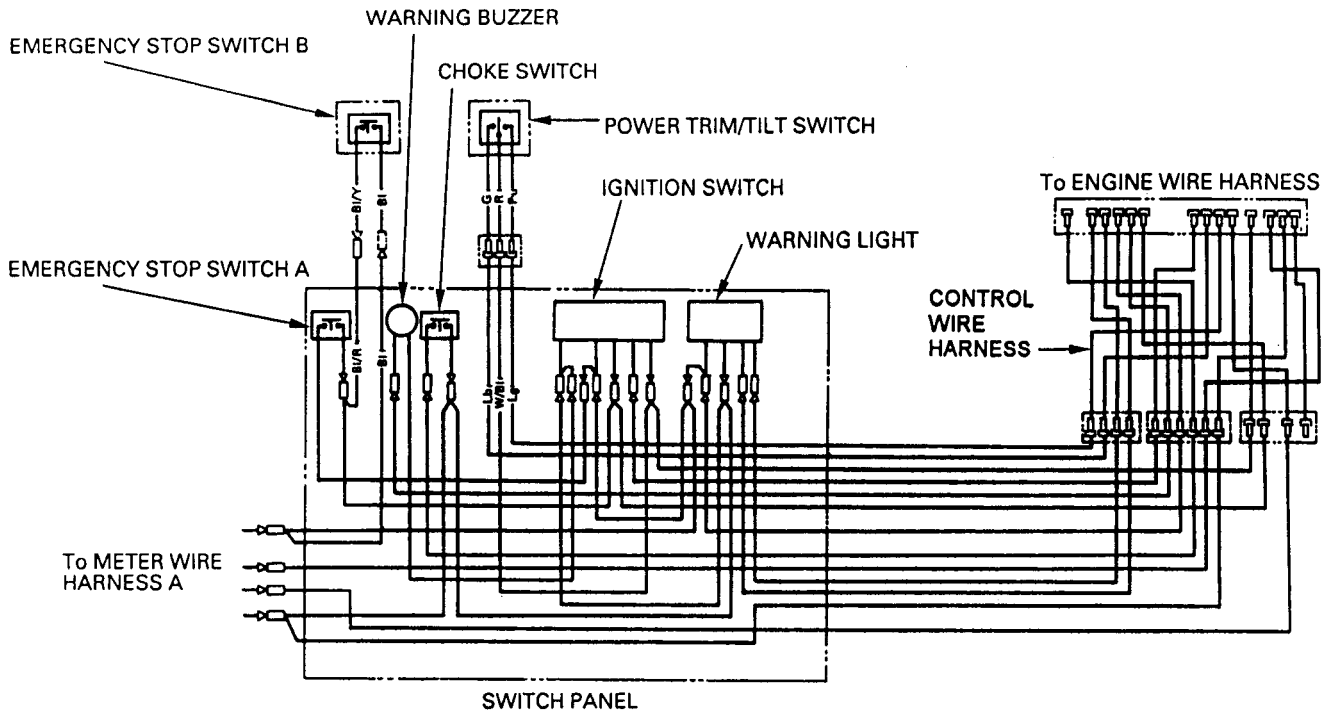 WARNING BUZZER
EMERGENCY STOP SWITCH B
CHOKE SWITCH
POWER TRIM/TILT SWITCH
IGNITION SWITCH
To ENGINE WIRE HARNESS
Bl/Y
Bl
G
R
WARNING LIGHT
EMERGENCY STOP SWITCH A
CONTROL
WIRE
HARNESS
Bl/R
Bl
Lb
W/Bl
Lg
To METER WIRE
HARNESS A
SWITCH PANEL